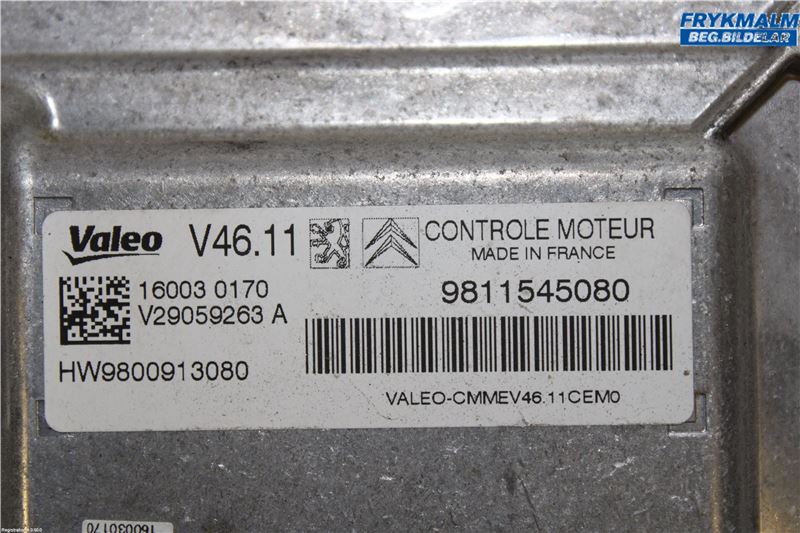 FRYKMALM
BEG.BILDELAR
Valeo V46.11 CONTROLE MOTEUR
MADE IN FRANCE
16003 0170
V29059263 A
9811545080
HW9800913080
VALEO-CMMEV46.11CEM0
160030170